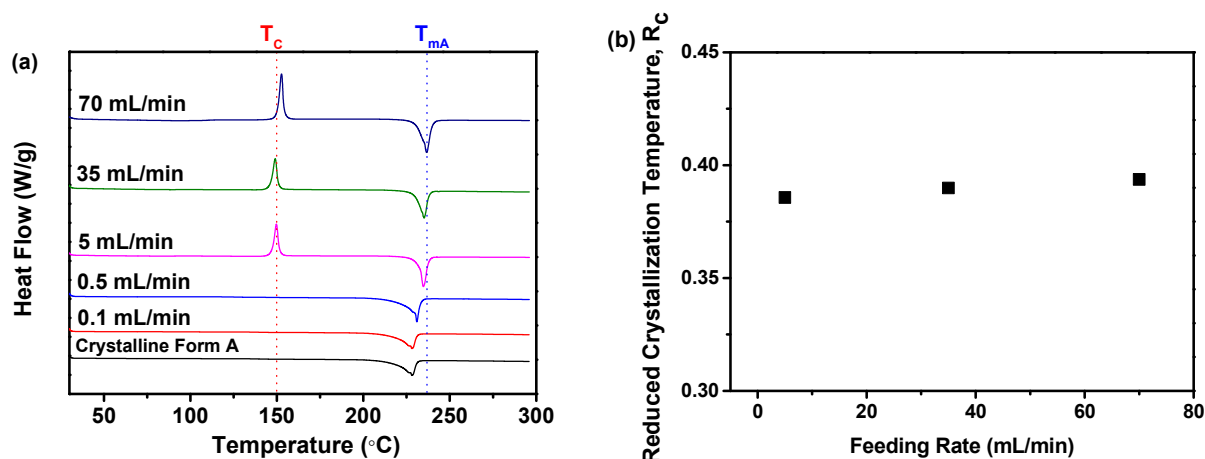 (a)
T_C
T_mA
70 mL/min
35 mL/min
5 mL/min
0.5 mL/min
0.1 mL/min
Crystalline Form A
Heat Flow (W/g)
50 100 150 200 250 300
Temperature (◦C)
(b)
Reduced Crystallization Temperature, R_C
0.45
0.40
0.35
0.30
0 20 40 60 80
Feeding Rate (mL/min)